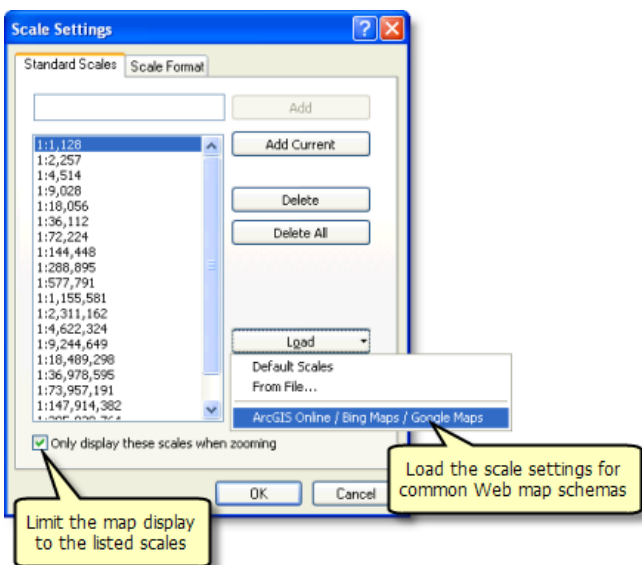 Scale Settings
Standard Scales
Scale Format
Add
1:1,128
1:2,257
1:4,514
1:9,028
1:18,056
1:36,112
1:72,224
1:144,448
1:288,895
1:577,791
1:1,155,581
1:2,311,162
1:4,622,324
1:9,244,649
1:18,489,298
1:36,978,595
1:73,957,191
1:147,914,382
Add Current
Delete
Delete All
Load
Default Scales
From File...
ArcGIS Online / Bing Maps / Google Maps
Only display these scales when zooming
OK
Cancel
Load the scale settings for
common Web map schemas
Limit the map display
to the listed scales